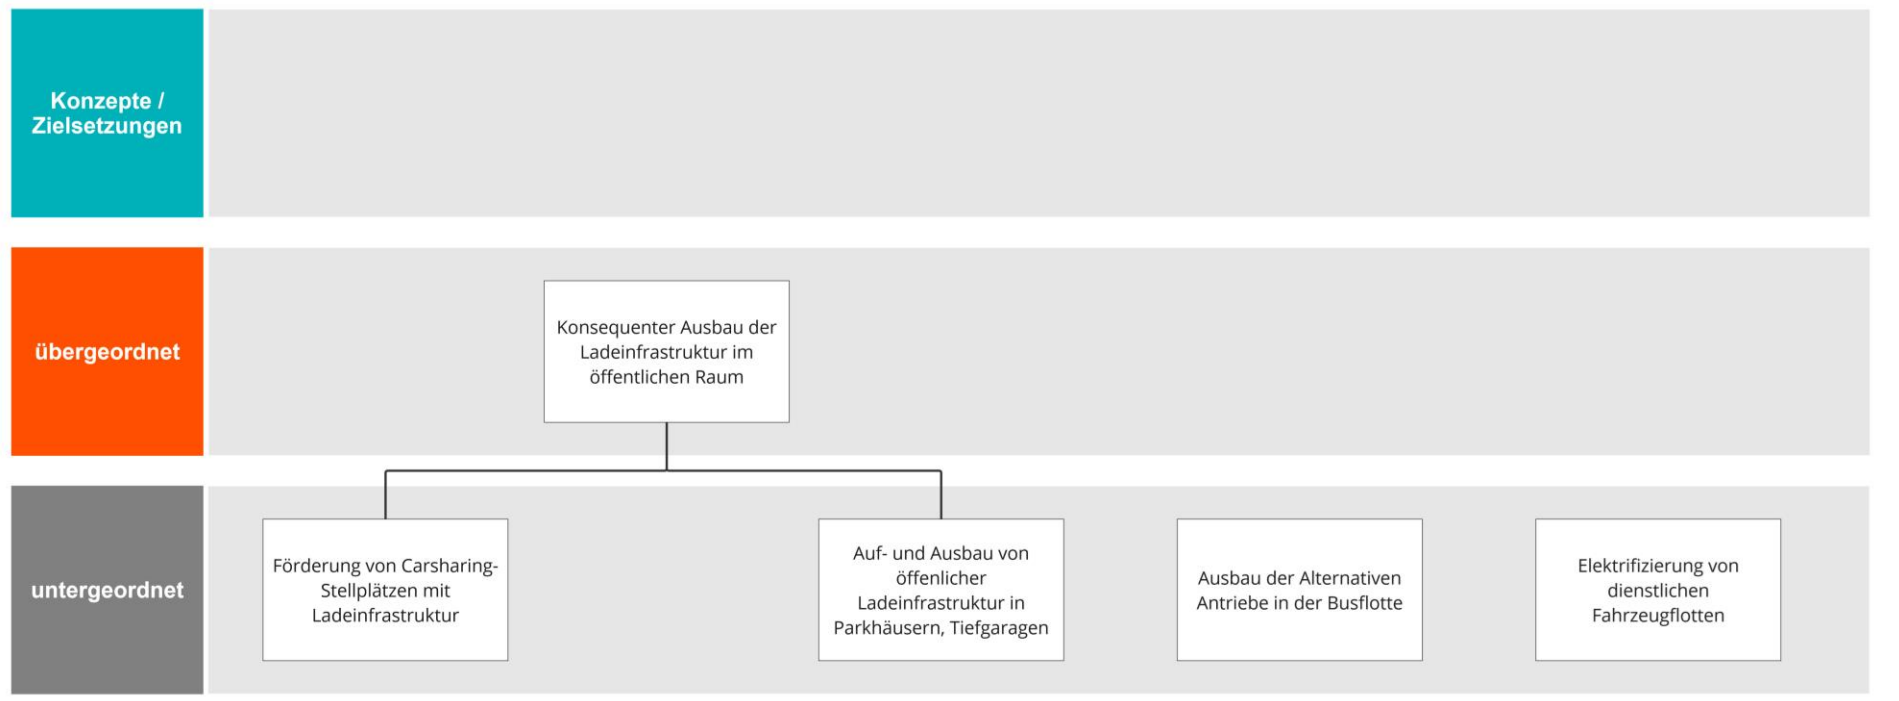 Konzepte /
Zielsetzungen
übergeordnet
Konsequenter Ausbau der
Ladeinfrastruktur im
öffentlichen Raum
untergeordnet
Förderung von Carsharing-
Stellplätzen mit
Ladeinfrastruktur
Auf- und Ausbau von
öffenlicher
Ladeinfrastruktur in
Parkhäusern, Tiefgaragen
Ausbau der Alternativen
Antriebe in der Busflotte
Elektrifizierung von
dienstlichen
Fahrzeugflotten